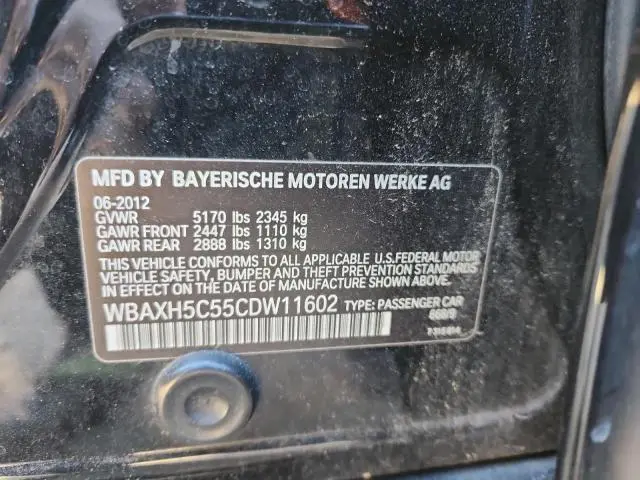 MFD BY BAYERISCHE MOTOREN WERKE AG
06-2012
GVWR 5170 lbs 2345 kg
GAWR FRONT 2447 lbs 1110 kg
GAWR REAR 2888 lbs 1310 kg
THIS VEHICLE CONFORMS TO ALL APPLICABLE U.S.FEDERAL MOTOR
VEHICLE SAFETY, BUMPER AND THEFT PREVENTION STANDARDS
IN EFFECT ON THE DATE OF MANUFACTURE SHOWN ABOVE.
WBAXH5C55CDW11602 TYPE: PASSENGER CAR